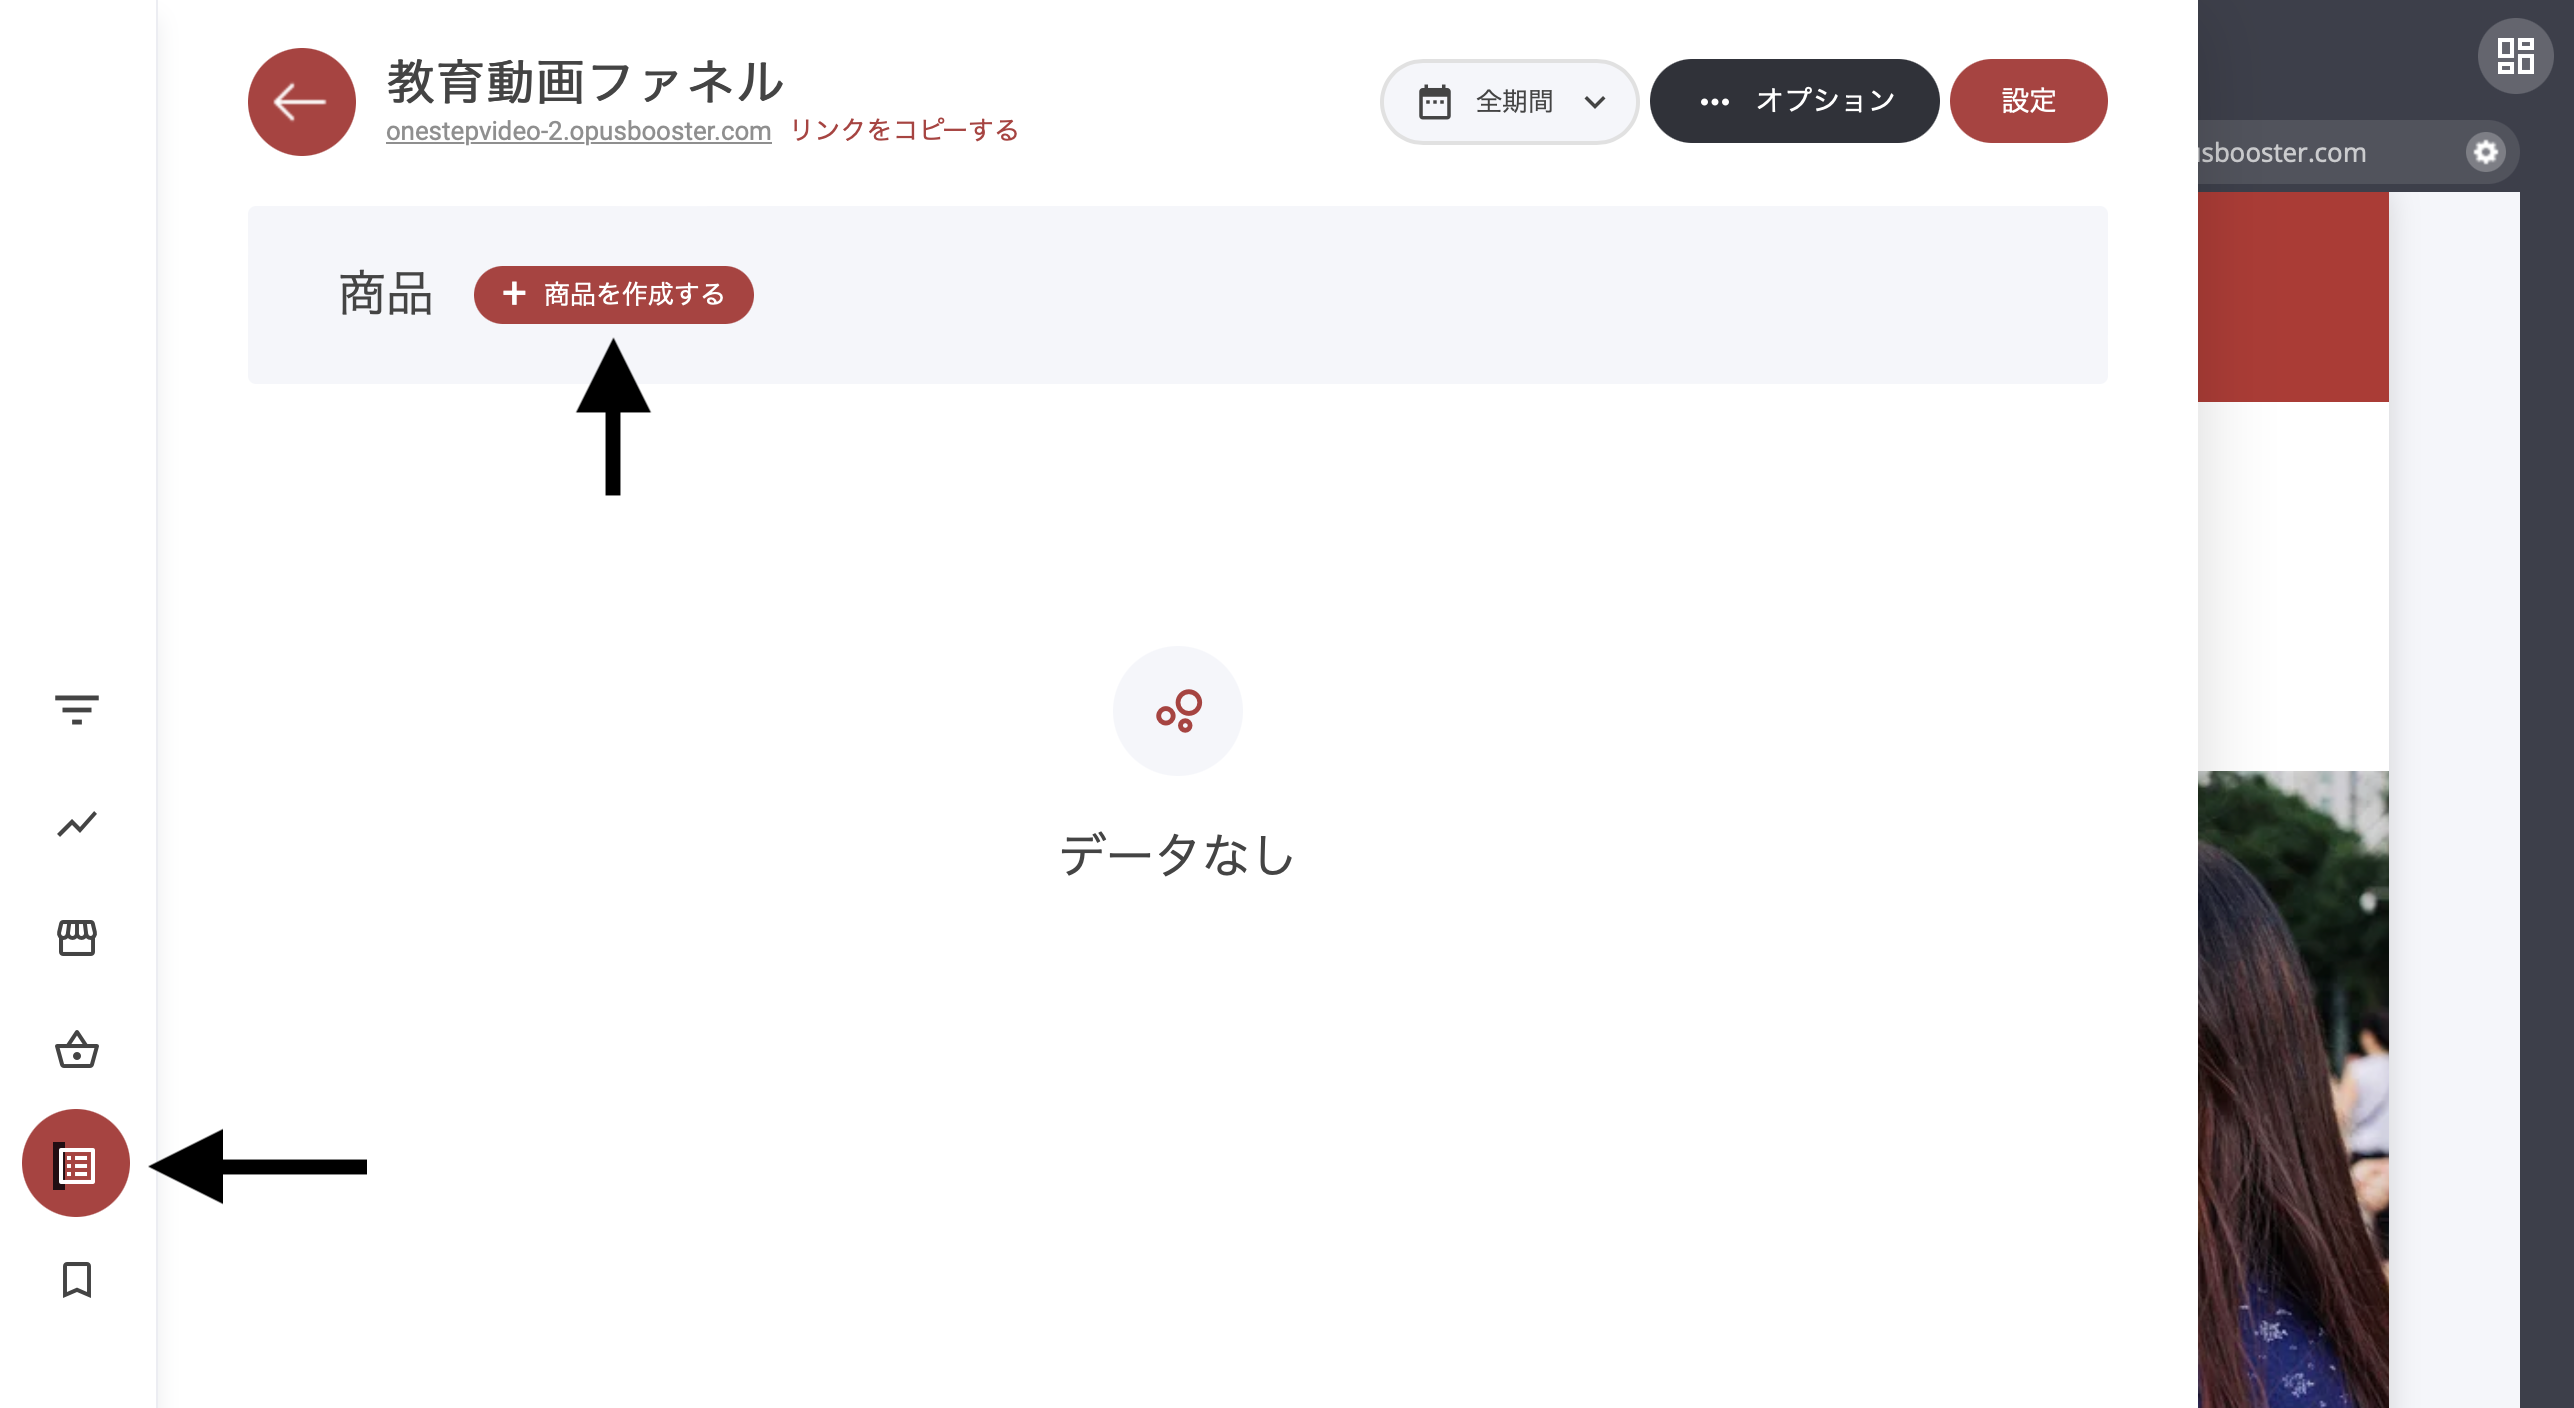 教育動画ファネル
onestepvideo-2.opusbooster.com リンクをコピーする
全期間
オプション
設定
sbooster.com
商品
商品を作成する
データなし